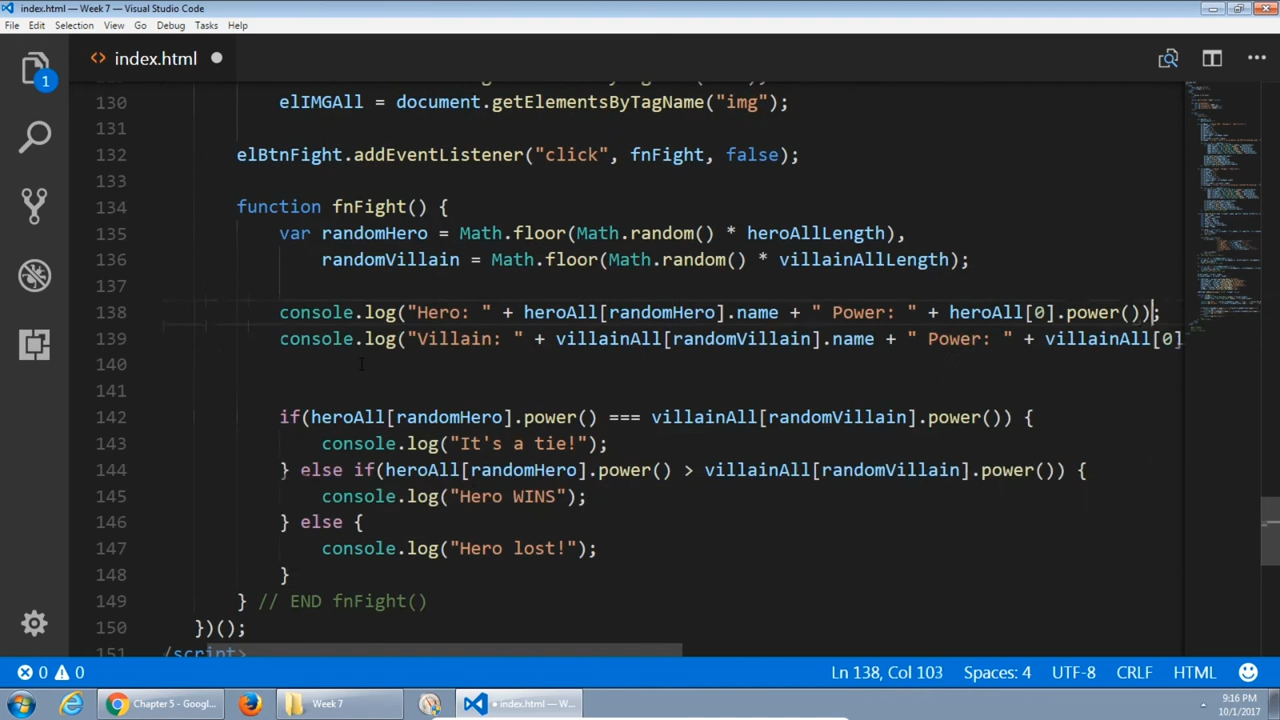 index.html — Week 7 — Visual Studio Code
File Edit Selection View Go Debug Tasks Help
index.html
1
130 elIMGAll = document.getElementsByTagName("img");
131
132 elBtnFight.addEventListener("click", fnFight, false);
133
134 function fnFight() {
135 var randomHero = Math.floor(Math.random() * heroAllLength),
136 randomVillain = Math.floor(Math.random() * villainAllLength);
137
138 console.log("Hero: " + heroAll[randomHero].name + " Power: " + heroAll[0].power());
139 console.log("Villain: " + villainAll[randomVillain].name + " Power: " + villainAll[0]
140
141
142 if(heroAll[randomHero].power() === villainAll[randomVillain].power()) {
143 console.log("It's a tie!");
144 } else if(heroAll[randomHero].power() > villainAll[randomVillain].power()) {
145 console.log("Hero WINS");
146 } else {
147 console.log("Hero lost!");
148 }
149 } // END fnFight()
150 })();
151 /script>
0 0 Ln 138, Col 103 Spaces: 4 UTF-8 CRLF HTML
Chapter 5 - Googl... Week 7 index.html — W... 9:16 PM
10/1/2017